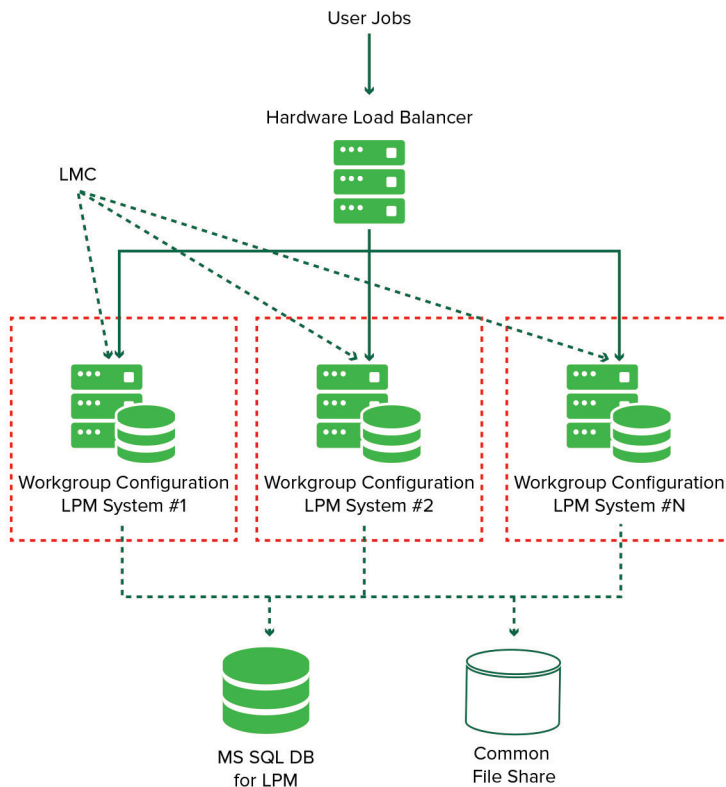 User Jobs
Hardware Load Balancer
LMC
Workgroup Configuration
LPM System #1
Workgroup Configuration
LPM System #2
Workgroup Configuration
LPM System #N
MS SQL DB
for LPM
Common
File Share